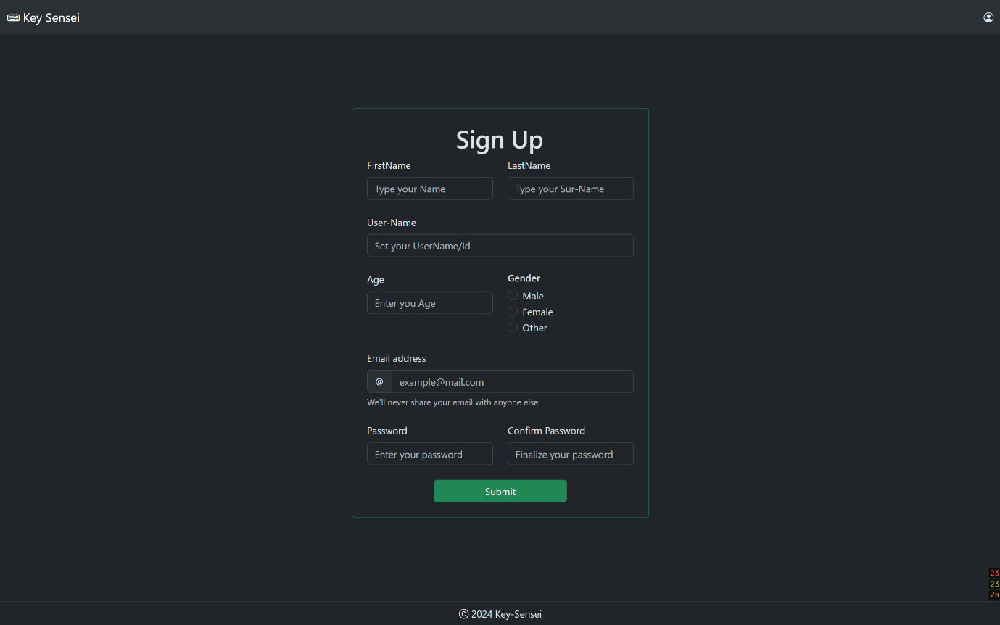 Key Sensei
Sign Up
FirstName
LastName
Type your Name
Type your Sur-Name
User-Name
Set your UserName/Id
Age
Gender
Enter you Age
Male
Female
Other
Email address
@ example@mail.com
We'll never share your email with anyone else.
Password
Confirm Password
Enter your password
Finalize your password
Submit
23
23
25
© 2024 Key-Sensei